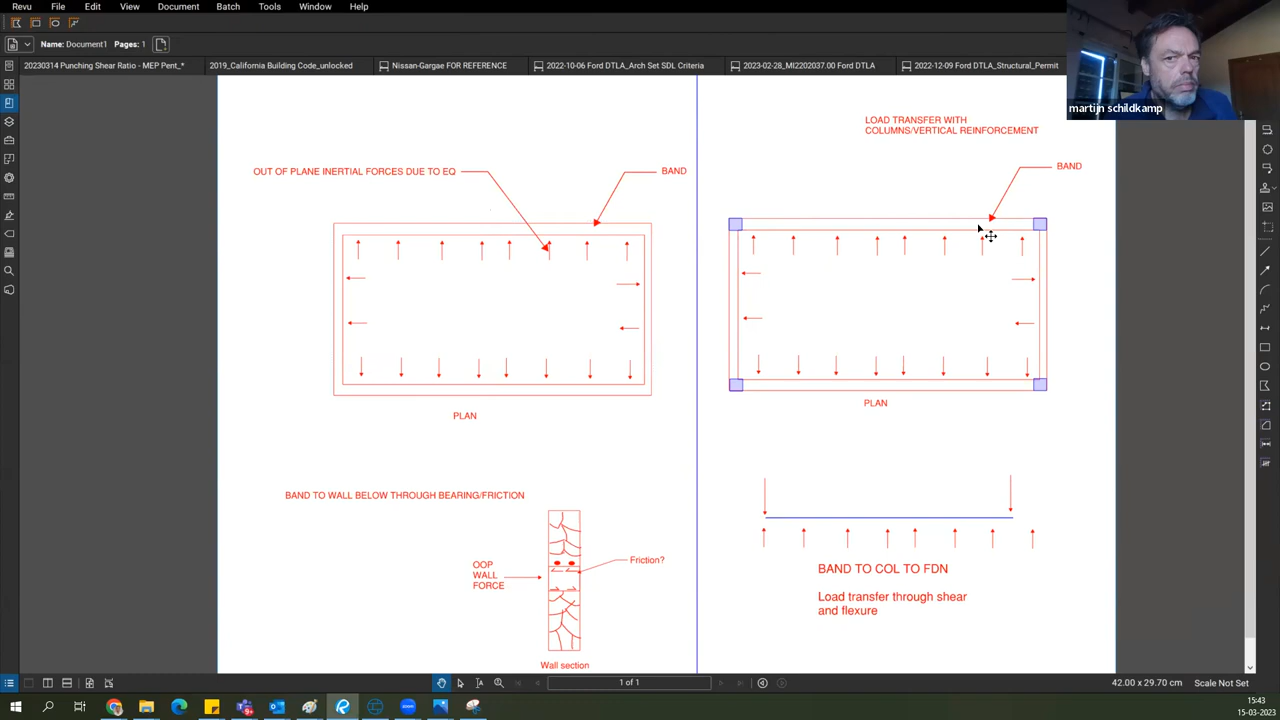 Revu File Edit View Document Batch Tools Window Help
Name: Document1 Pages: 1
20230314 Punching Shear Ratio - MEP Pent_* 2019_California Building Code_unlocked Nissan-Gargae FOR REFERENCE 2022-10-06 Ford DTLA_Arch Set SDL Criteria 2023-02-28_MI2202037.00 Ford DTLA 2022-12-09 Ford DTLA_Structural_Permit
martijn schildkamp
LOAD TRANSFER WITH
COLUMNS/VERTICAL REINFORCEMENT
OUT OF PLANE INERTIAL FORCES DUE TO EQ
BAND
BAND
PLAN
PLAN
BAND TO WALL BELOW THROUGH BEARING/FRICTION
OOP
WALL
FORCE
Friction?
Wall section
BAND TO COL TO FDN
Load transfer through shear
and flexure
1 of 1
42.00 x 29.70 cm Scale Not Set
15:43
15-03-2023